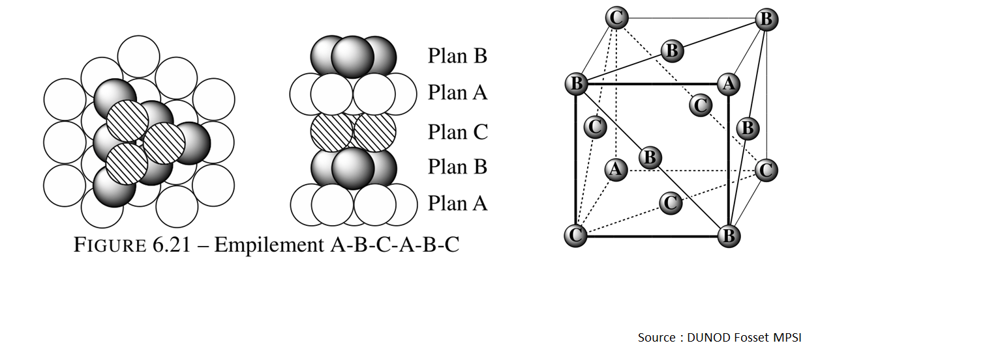 Plan B
Plan A
Plan C
Plan B
Plan A
FIGURE 6.21 – Empilement A-B-C-A-B-C
C
B
B
B
A
C
C
B
B
A
C
C
C
B
Source : DUNOD Fosset MPSI